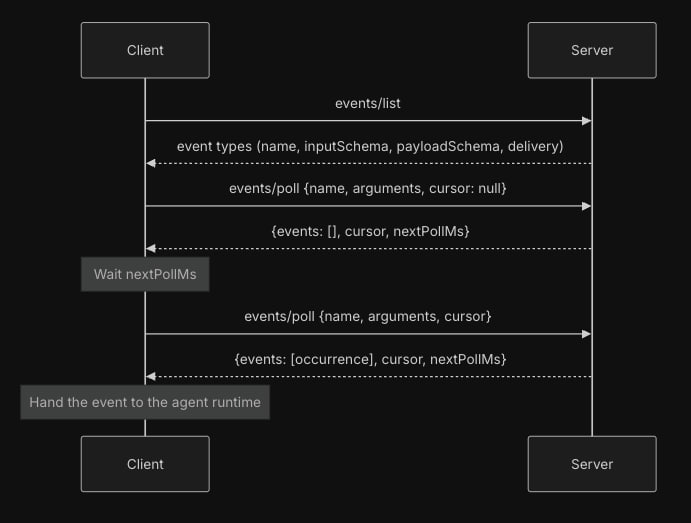 Client
Server
events/list
event types (name, inputSchema, payloadSchema, delivery)
events/poll {name, arguments, cursor: null}
{events: [], cursor, nextPollMs}
Wait nextPollMs
events/poll {name, arguments, cursor}
{events: [occurrence], cursor, nextPollMs}
Hand the event to the agent runtime
Client
Server